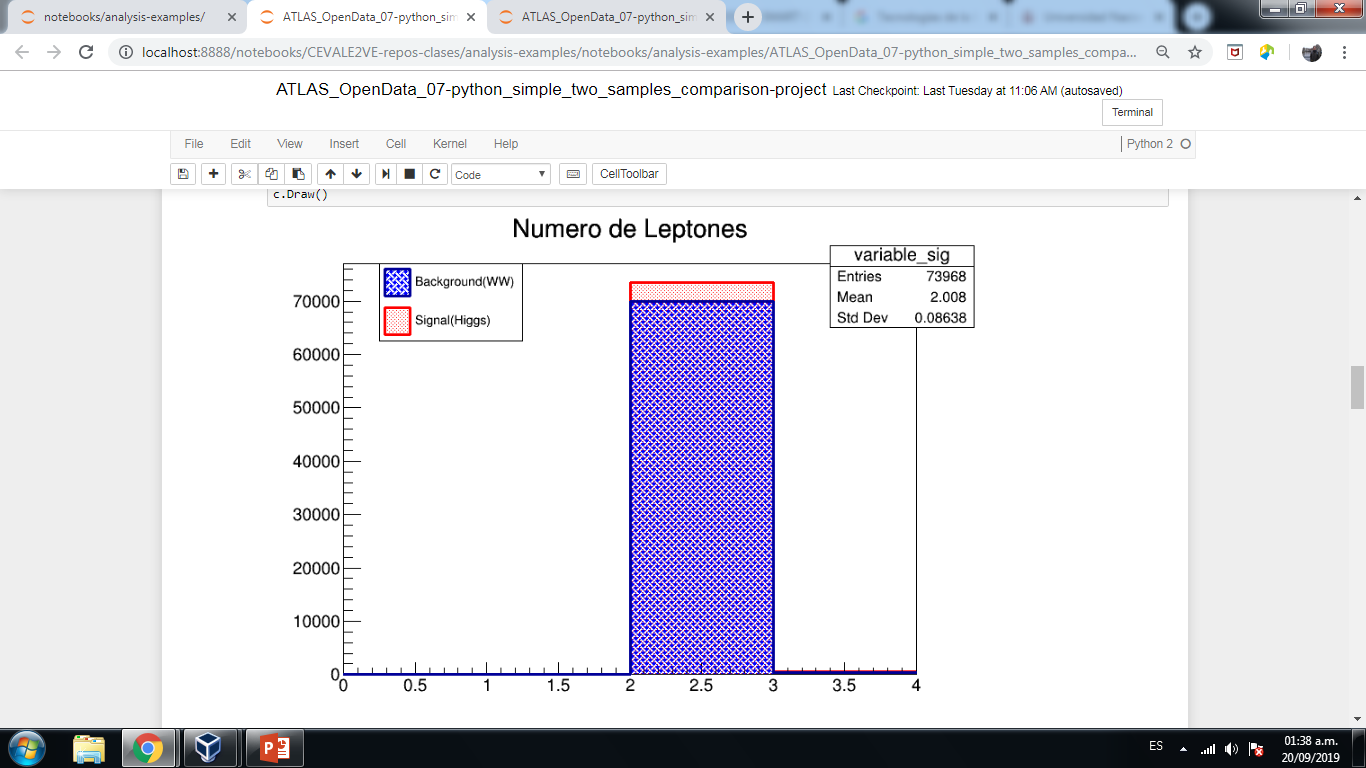 notebooks/analysis-examples/
ATLAS_OpenData_07-python_sim
ATLAS_OpenData_07-python_sim
localhost:8888/notebooks/CEVALE2VE-repos-clases/analysis-examples/notebooks/analysis-examples/ATLAS_OpenData_07-python_simple_two_samples_compa...
ATLAS_OpenData_07-python_simple_two_samples_comparison-project Last Checkpoint: Last Tuesday at 11:06 AM (autosaved)
Terminal
File Edit View Insert Cell Kernel Help
Python 2
Code
CellToolbar
c.Draw()
Numero de Leptones
variable_sig
Entries 73968
Mean 2.008
Std Dev 0.08638
Background(WW)
Signal(Higgs)
70000
60000
50000
40000
30000
20000
10000
0
0 0.5 1 1.5 2 2.5 3 3.5 4
ES
01:38 a.m.
20/09/2019